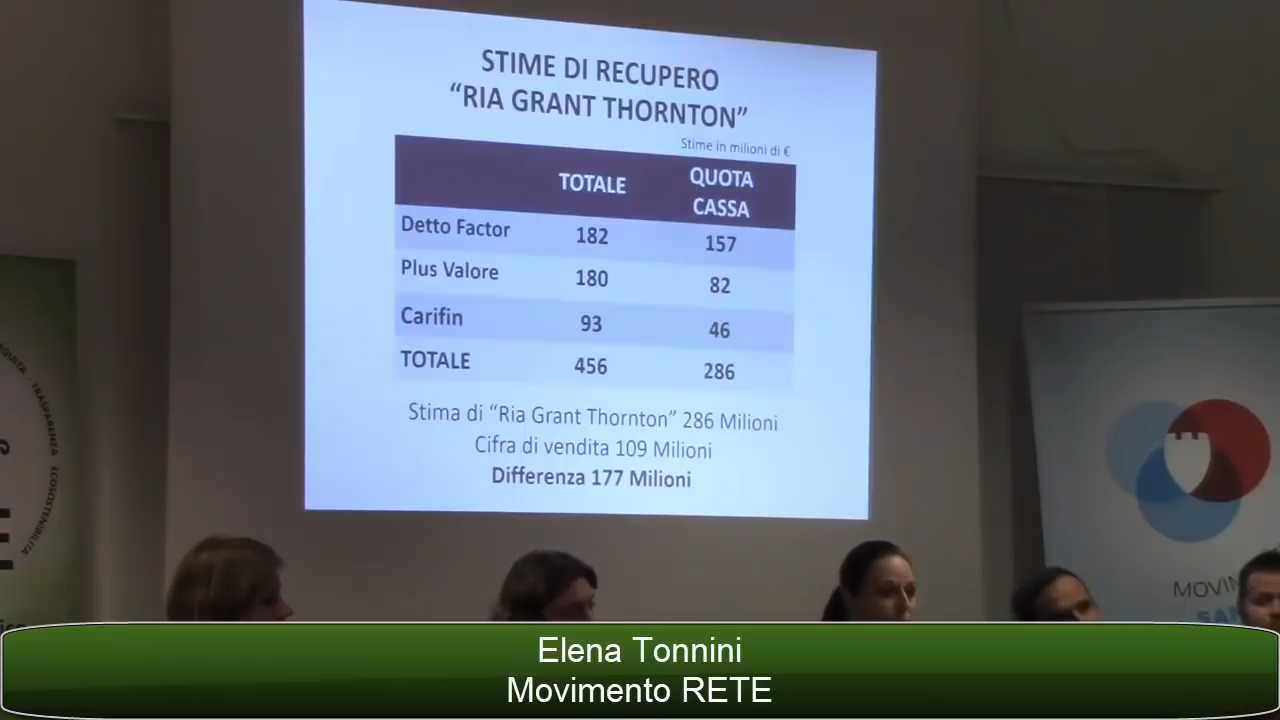 STIME DI RECUPERO
“RIA GRANT THORNTON”
Stime in milioni di €
TOTALE QUOTA CASSA
Detto Factor 182 157
Plus Valore 180 82
Carifin 93 46
TOTALE 456 286
Stima di “Ria Grant Thornton” 286 Milioni
Cifra di vendita 109 Milioni
Differenza 177 Milioni
TRASPARENZA
ECOSOSTENIBILITA'
Elena Tonnini
Movimento RETE